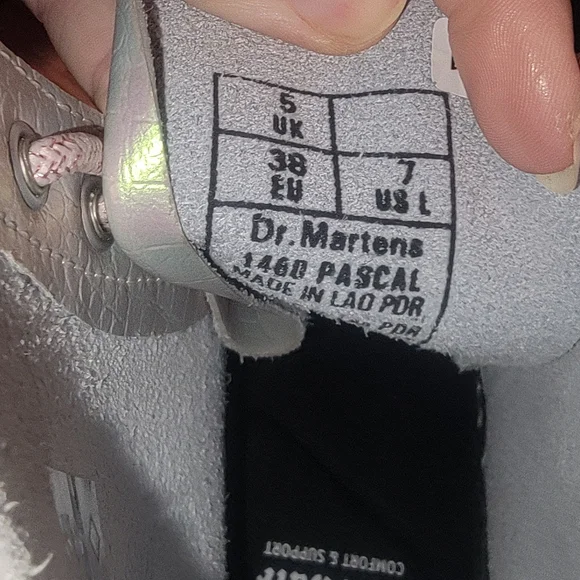 5
UK
38
EU
7
US L
Dr.Martens
1460 PASCAL
MADE IN LAO PDR
PDR
COMFORT & SUPPORT